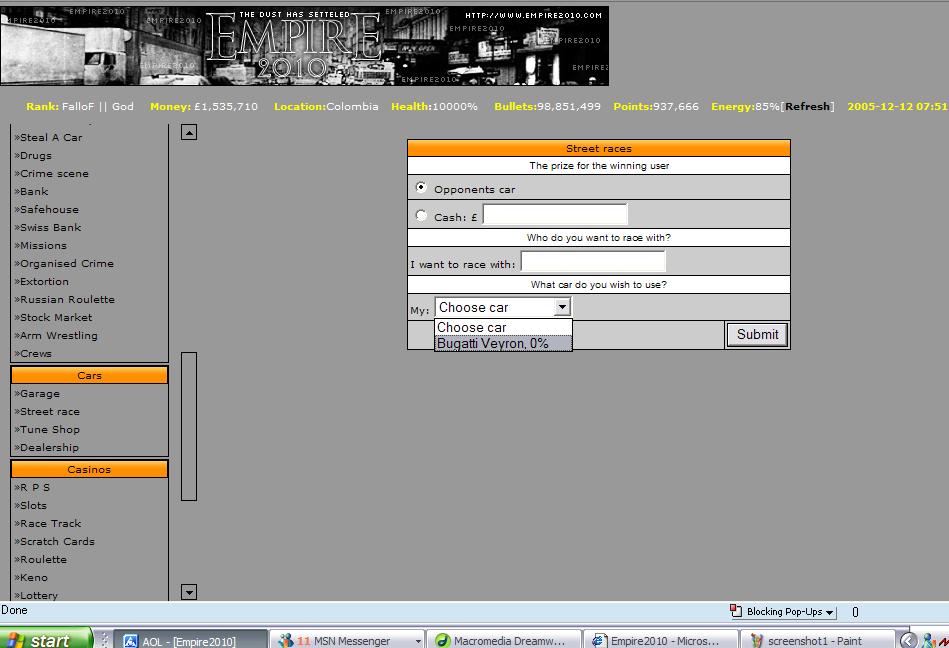 EMPIRE2010
EMPIRE2010
EMPIRE2010
EMPIRE2010
THE DUST HAS SETTELED
HTTP://WWW.EMPIRE2010.COM
EMPIRE
2010
EMPIRE2010
EMPIRE2010
EMPIRE2010
EMPIRE2010
Rank: FalloF || God Money: £1,535,710 Location:Colombia Health:10000% Bullets:98,851,499 Points:937,666 Energy:85%[Refresh] 2005-12-12 07:51
»Steal A Car
»Drugs
»Crime scene
»Bank
»Safehouse
»Swiss Bank
»Missions
»Organised Crime
»Extortion
»Russian Roulette
»Stock Market
»Arm Wrestling
»Crews
Cars
»Garage
»Street race
»Tune Shop
»Dealership
Casinos
»R P S
»Slots
»Race Track
»Scratch Cards
»Roulette
»Keno
»Lottery
Street races
The prize for the winning user
Opponents car
Cash: £
Who do you want to race with?
I want to race with:
What car do you wish to use?
My: Choose car
Choose car
Bugatti Veyron, 0%
Submit
Done
Blocking Pop-Ups
start
AOL - [Empire2010]
11 MSN Messenger
Macromedia Dreamw...
Empire2010 - Micros...
screenshot1 - Paint